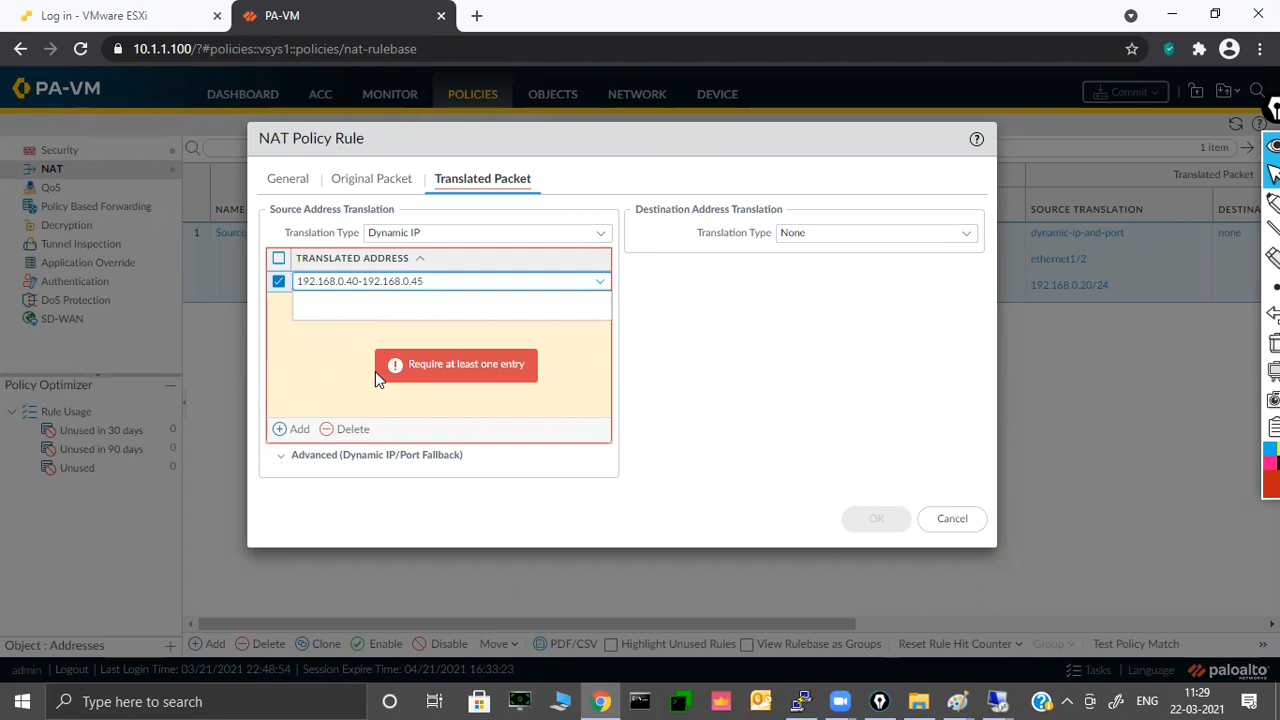 Log in - VMware ESXi
PA-VM
10.1.1.100/?#policies::vsys1::policies/nat-rulebase
PA-VM
DASHBOARD
ACC
MONITOR
POLICIES
OBJECTS
NETWORK
DEVICE
Commit
Security
NAT
QoS
Policy Based Forwarding
Decryption
Tunnel Inspection
Application Override
Authentication
DoS Protection
SD-WAN
Policy Optimizer
Rule Usage
Unused in 30 days 0
Unused in 90 days 0
Unused 0
Object : Addresses
1 item
Translated Packet
NAME
SOURCE TRANSLATION
DESTINA
1
Source
dynamic-ip-and-port
none
ethernet1/2
192.168.0.20/24
NAT Policy Rule
General
Original Packet
Translated Packet
Source Address Translation
Translation Type
Dynamic IP
TRANSLATED ADDRESS
192.168.0.40-192.168.0.45
Require at least one entry
Add
Delete
Advanced (Dynamic IP/Port Fallback)
Destination Address Translation
Translation Type
None
OK
Cancel
Add
Delete
Clone
Enable
Disable
Move
PDF/CSV
Highlight Unused Rules
View Rulebase as Groups
Reset Rule Hit Counter
Group
Test Policy Match
admin | Logout | Last Login Time: 03/21/2021 22:48:54 | Session Expire Time: 04/21/2021 16:33:23
Tasks | Language
paloalto
NETWORKS
Type here to search
ENG
11:29
22-03-2021